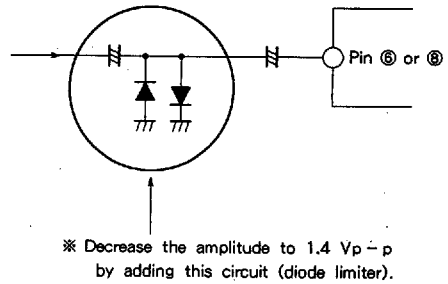 Pin ⑥ or ⑧
※ Decrease the amplitude to 1.4 Vp-p
by adding this circuit (diode limiter).